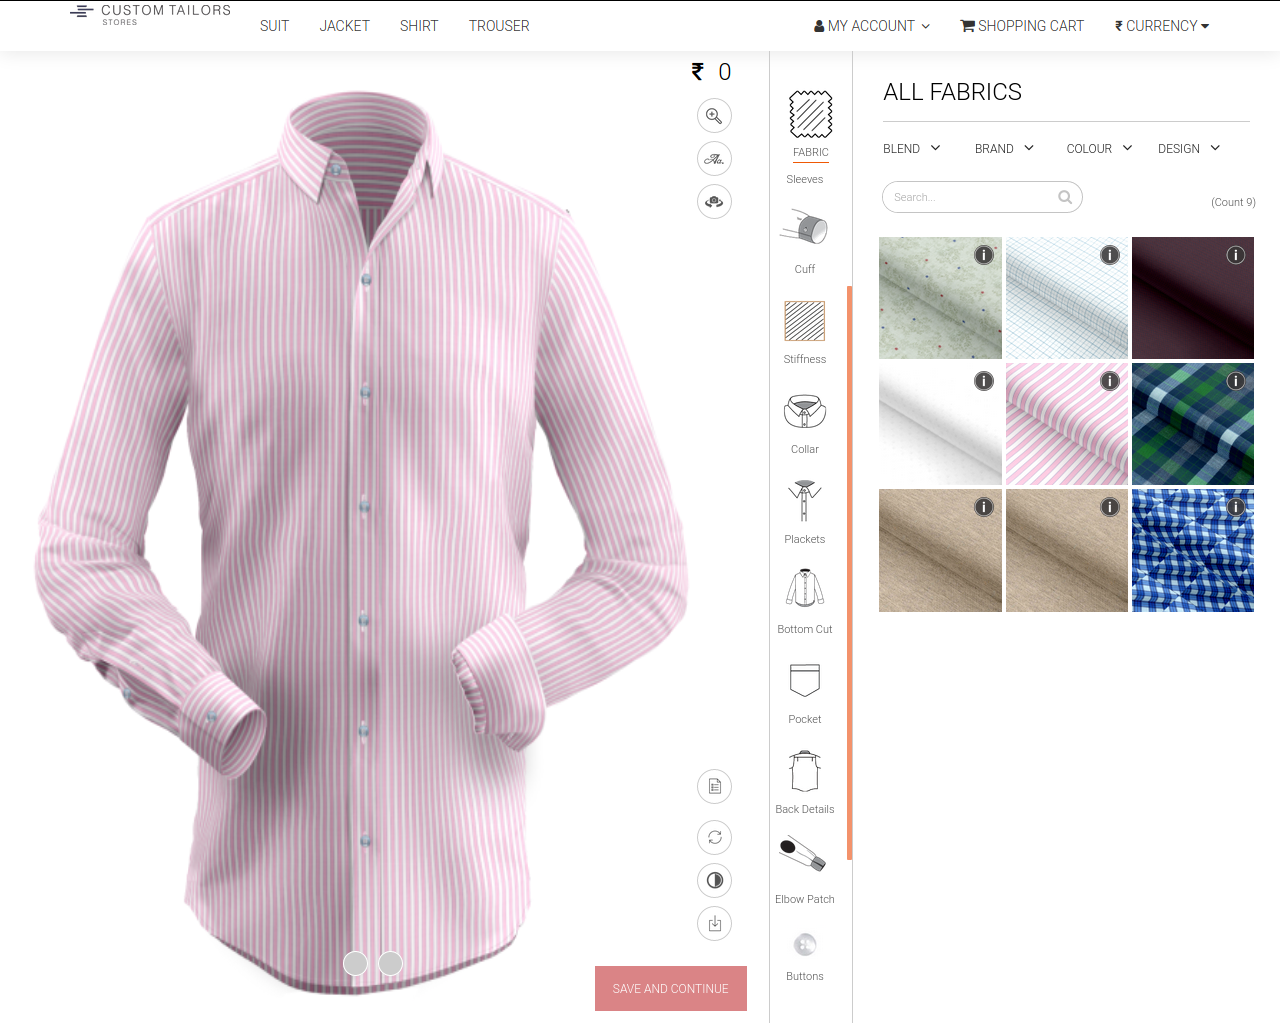 CUSTOM TAILORS
STORES
SUIT JACKET SHIRT TROUSER
MY ACCOUNT SHOPPING CART ₹ CURRENCY
₹ 0
Aa.
FABRIC
Sleeves
Cuff
Stiffness
Collar
Plackets
Bottom Cut
Pocket
Back Details
Elbow Patch
Buttons
SAVE AND CONTINUE
ALL FABRICS
BLEND BRAND COLOUR DESIGN
Search...
(Count 9)
i i i
i i i
i i i